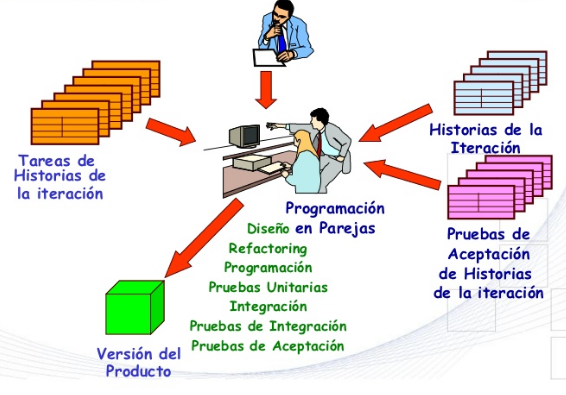 Tareas de
Historias de
la iteración
Historias de la
Iteración
Programación
en Parejas
Diseño
Refactoring
Programación
Pruebas Unitarias
Integración
Pruebas de Integración
Pruebas de Aceptación
Pruebas de
Aceptación
de Historias
de la iteración
Versión del
Producto